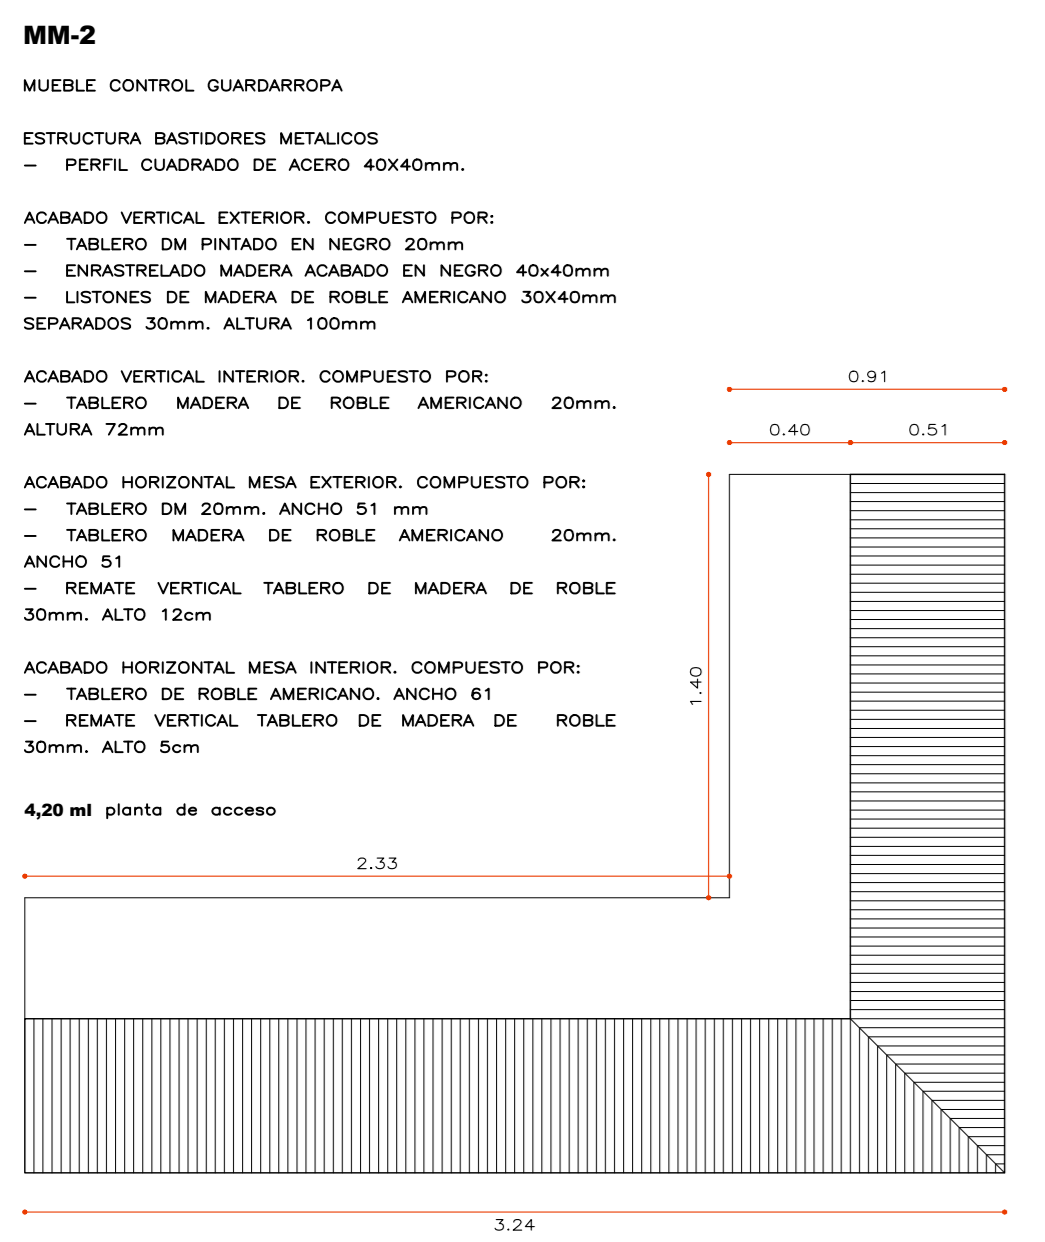 MM-2
MUEBLE CONTROL GUARDARROPA
ESTRUCTURA BASTIDORES METALICOS
- PERFIL CUADRADO DE ACERO 40X40mm.
ACABADO VERTICAL EXTERIOR. COMPUESTO POR:
- TABLERO DM PINTADO EN NEGRO 20mm
- ENRASTRELADO MADERA ACABADO EN NEGRO 40x40mm
- LISTONES DE MADERA DE ROBLE AMERICANO 30X40mm
SEPARADOS 30mm. ALTURA 100mm
ACABADO VERTICAL INTERIOR. COMPUESTO POR:
- TABLERO MADERA DE ROBLE AMERICANO 20mm.
ALTURA 72mm
ACABADO HORIZONTAL MESA EXTERIOR. COMPUESTO POR:
- TABLERO DM 20mm. ANCHO 51 mm
- TABLERO MADERA DE ROBLE AMERICANO 20mm.
ANCHO 51
- REMATE VERTICAL TABLERO DE MADERA DE ROBLE
30mm. ALTO 12cm
ACABADO HORIZONTAL MESA INTERIOR. COMPUESTO POR:
- TABLERO DE ROBLE AMERICANO. ANCHO 61
- REMATE VERTICAL TABLERO DE MADERA DE ROBLE
30mm. ALTO 5cm
4,20 ml planta de acceso
0.91
0.40
0.51
1.40
2.33
3.24